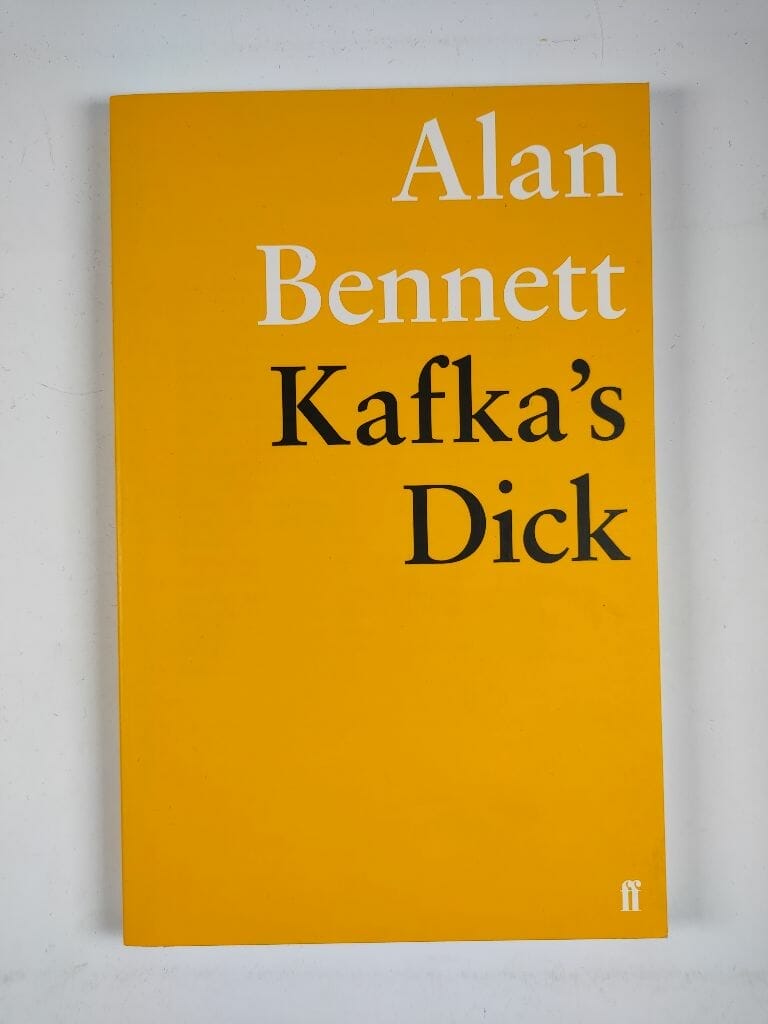 Alan
Bennett
Kafka’s
Dick
ff